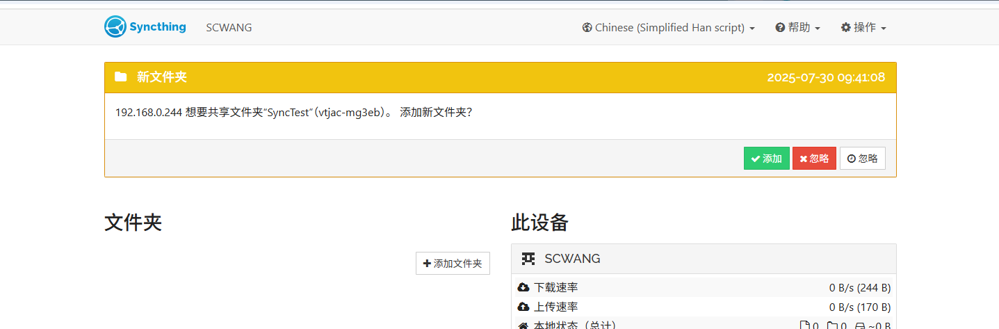 Syncthing SCWANG Chinese (Simplified Han script) 帮助 操作
新文件夹 2025-07-30 09:41:08
192.168.0.244 想要共享文件夹“SyncTest”（vtjac-mg3eb）。 添加新文件夹？
添加 忽略 忽略
文件夹
添加文件夹
此设备
SCWANG
下载速率 0 B/s (244 B)
上传速率 0 B/s (170 B)
本地状态（总计） 0 0 ~0 B